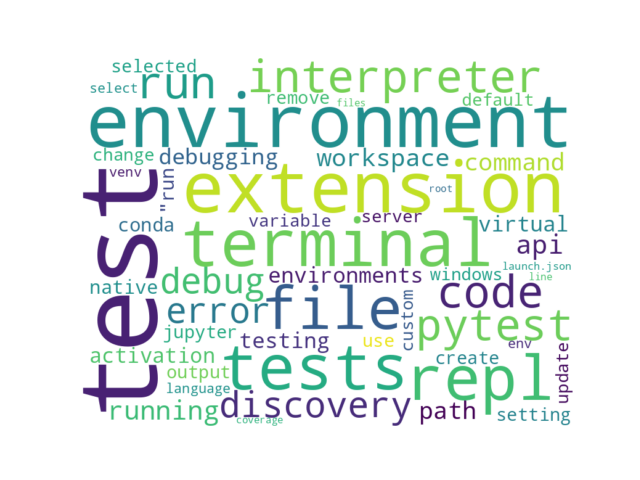 selected
run
interpreter
select
remove
files
default
environment
change
debugging
workspace
command
venv
"run
extension
root
test
conda
variable
server
virtual
terminal
api
native
debug
environments
windows
launch.json
line
error
file
custom
code
jupyter
testing
use
pytest
env
update
activation
output
tests
create
repl
language
running
discovery
path
setting
coverage